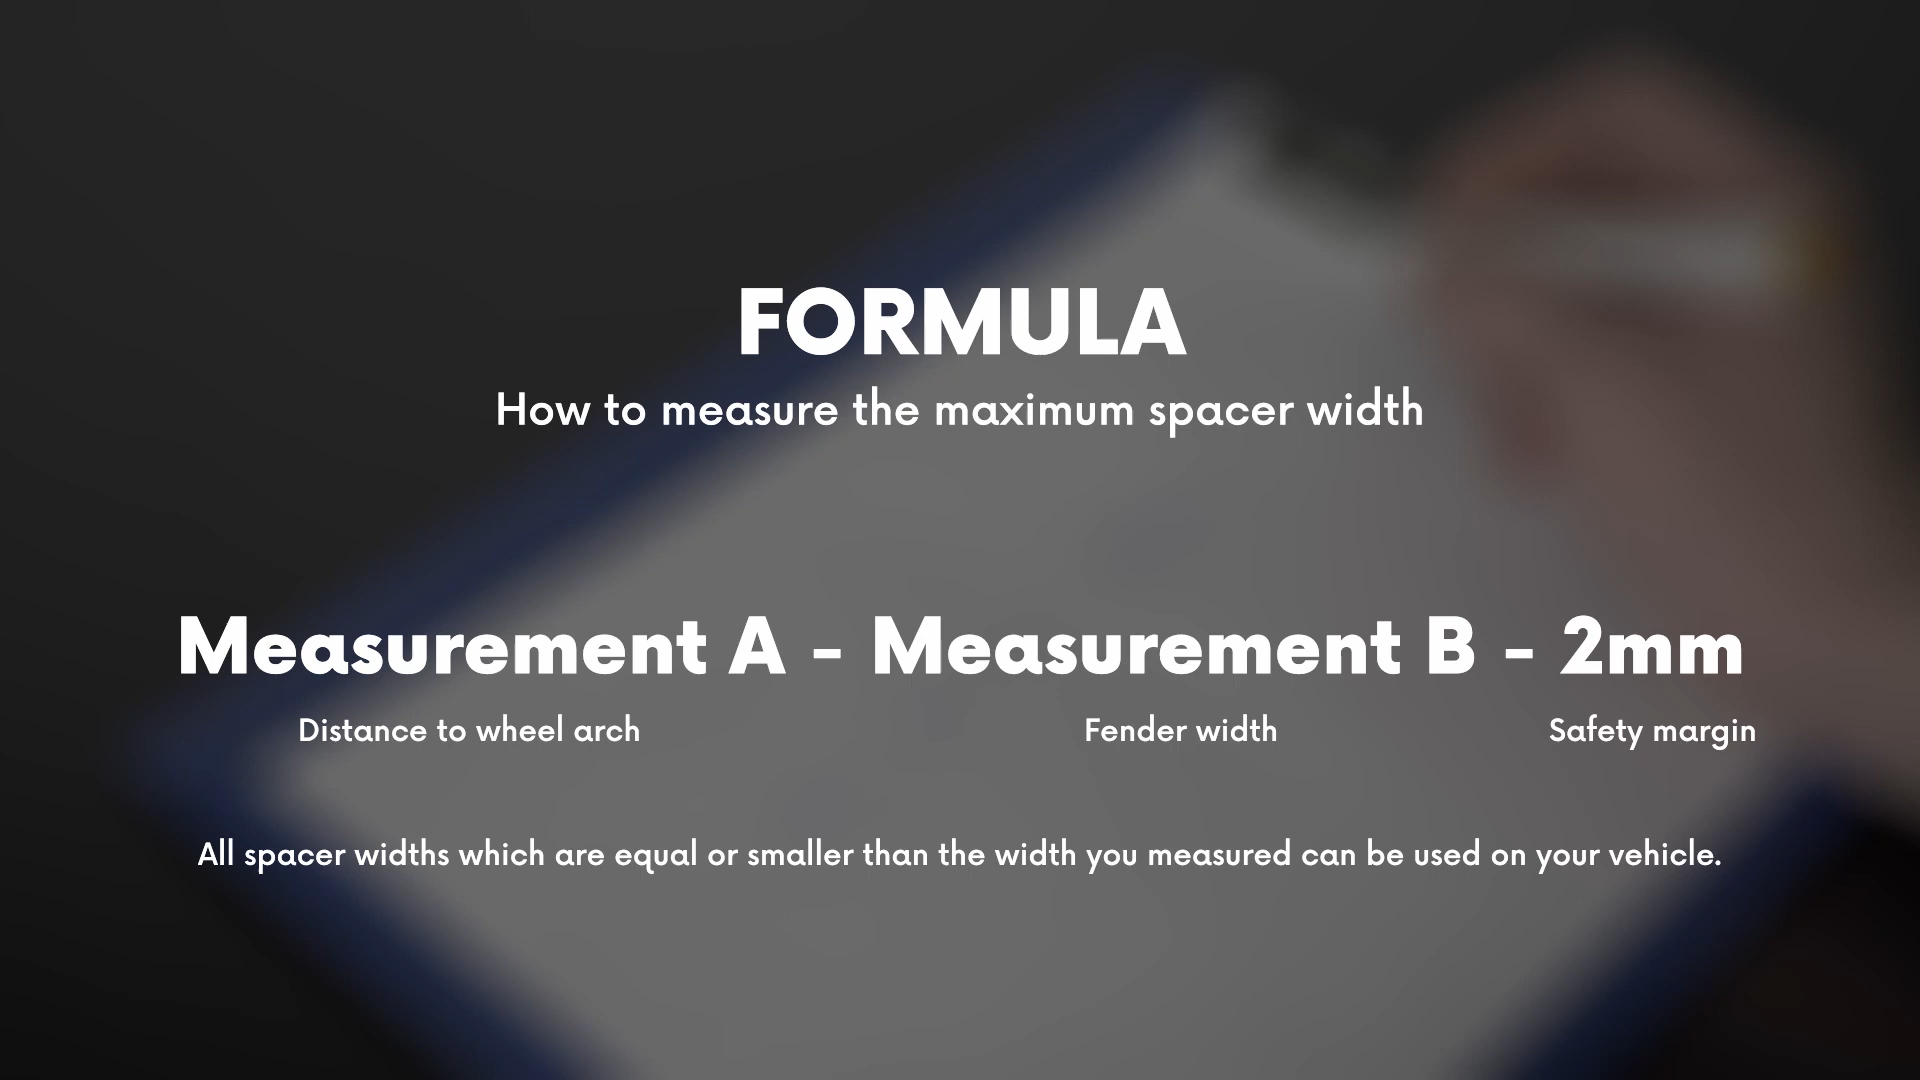 FORMULA
How to measure the maximum spacer width
Measurement A - Measurement B - 2mm
Distance to wheel arch Fender width Safety margin
All spacer widths which are equal or smaller than the width you measured can be used on your vehicle.